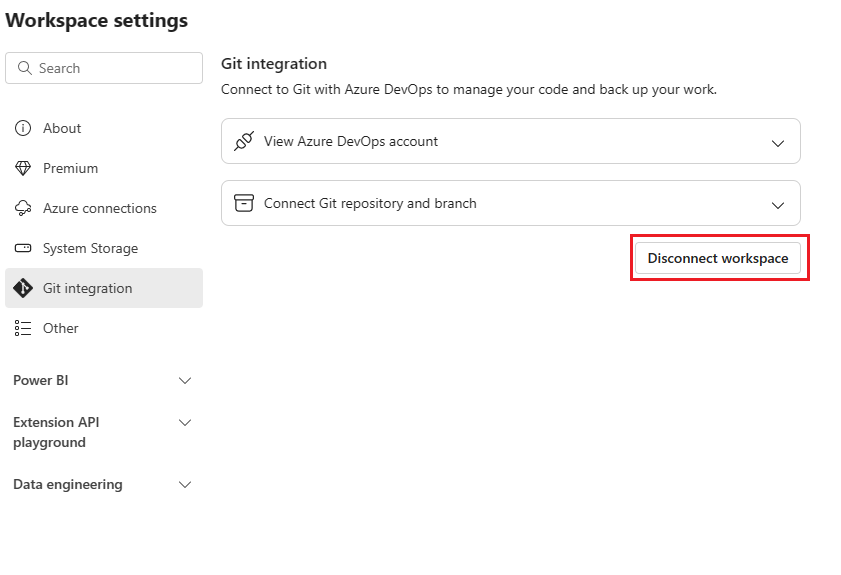 Workspace settings
Search
About
Premium
Azure connections
System Storage
Git integration
Other
Power BI
Extension API
playground
Data engineering
Git integration
Connect to Git with Azure DevOps to manage your code and back up your work.
View Azure DevOps account
Connect Git repository and branch
Disconnect workspace